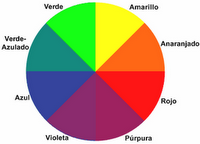 Verde
Amarillo
Verde-
Azulado
Anaranjado
Azul
Rojo
Violeta
Púrpura